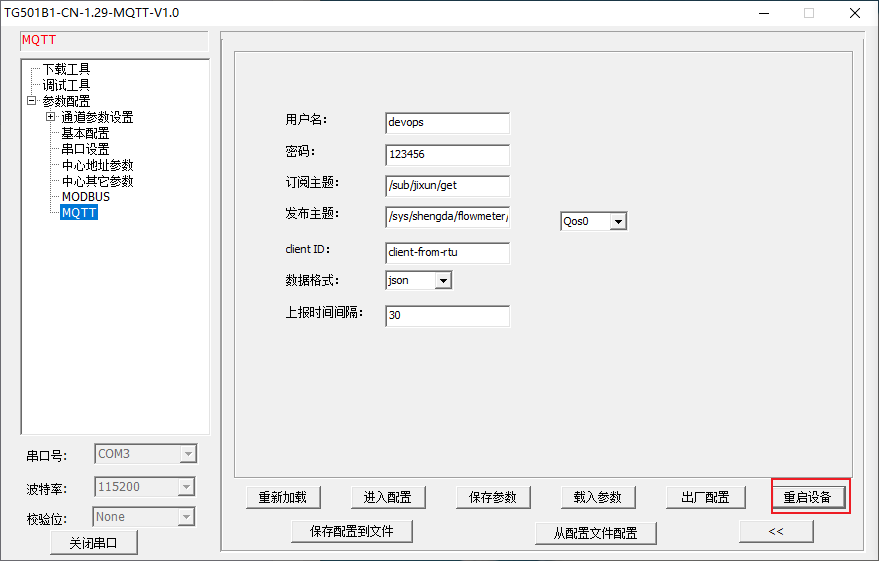 TG501B1-CN-1.29-MQTT-V1.0
MQTT
下载工具
调试工具
参数配置
通道参数设置
基本配置
串口设置
中心地址参数
中心其它参数
MODBUS
MQTT
串口号: COM3
波特率: 115200
校验位: None
关闭串口
用户名: devops
密码: 123456
订阅主题: /sub/jixun/get
发布主题: /sys/shengda/flowmeter/ Qos0
client ID: client-from-rtu
数据格式: json
上报时间间隔: 30
重新加载 进入配置 保存参数 载入参数 出厂配置 重启设备
保存配置到文件 从配置文件配置 <<